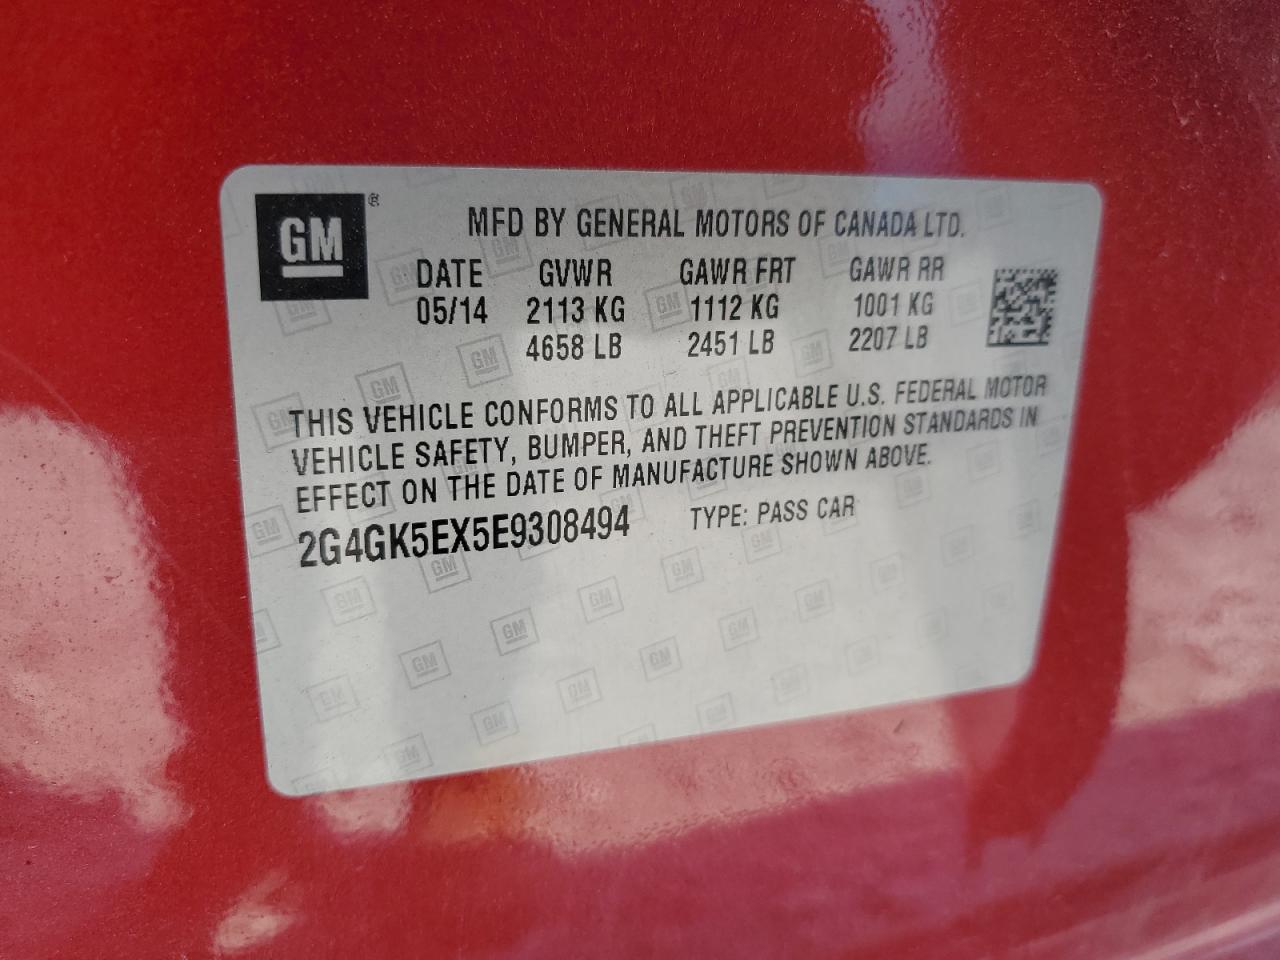 GM ®
MFD BY GENERAL MOTORS OF CANADA LTD.
DATE GVWR GAWR FRT GAWR RR
05/14 2113 KG 1112 KG 1001 KG
4658 LB 2451 LB 2207 LB
THIS VEHICLE CONFORMS TO ALL APPLICABLE U.S. FEDERAL MOTOR
VEHICLE SAFETY, BUMPER, AND THEFT PREVENTION STANDARDS IN
EFFECT ON THE DATE OF MANUFACTURE SHOWN ABOVE.
2G4GK5EX5E9308494 TYPE: PASS CAR